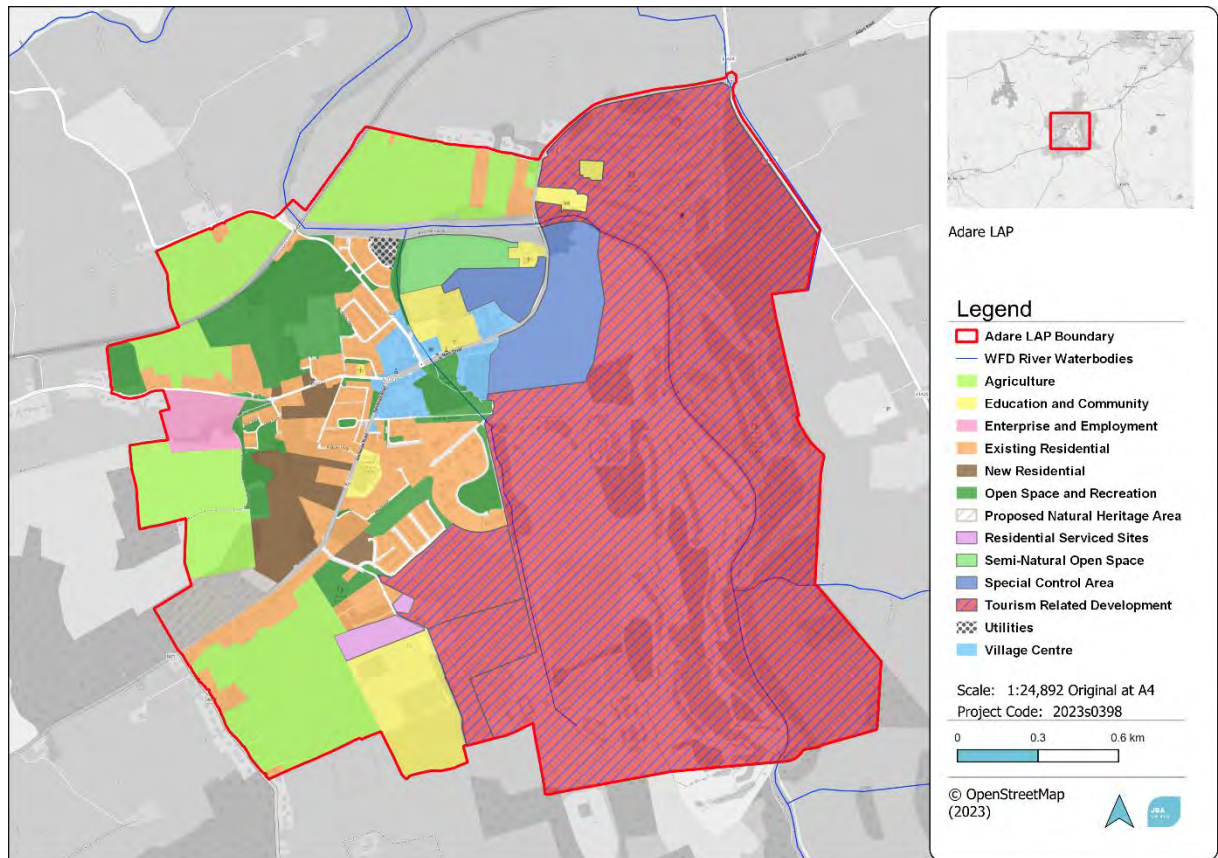 Adare LAP
Legend
Adare LAP Boundary
WFD River Waterbodies
Agriculture
Education and Community
Enterprise and Employment
Existing Residential
New Residential
Open Space and Recreation
Proposed Natural Heritage Area
Residential Serviced Sites
Semi-Natural Open Space
Special Control Area
Tourism Related Development
Utilities
Village Centre
Scale: 1:24,892 Original at A4
Project Code: 2023s0398
0 0.3 0.6 km
© OpenStreetMap
(2023)
JBA